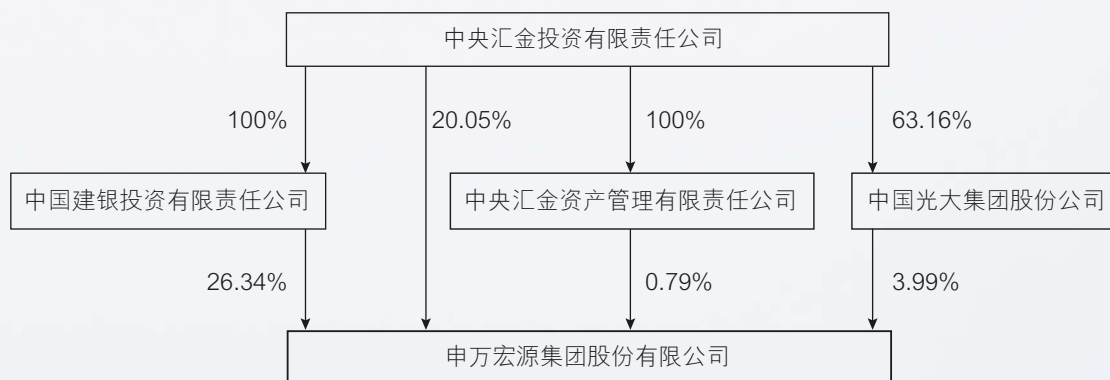 中央汇金投资有限责任公司
100% 20.05% 100% 63.16%
中国建银投资有限责任公司 中央汇金资产管理有限责任公司 中国光大集团股份公司
26.34% 0.79% 3.99%
申万宏源集团股份有限公司